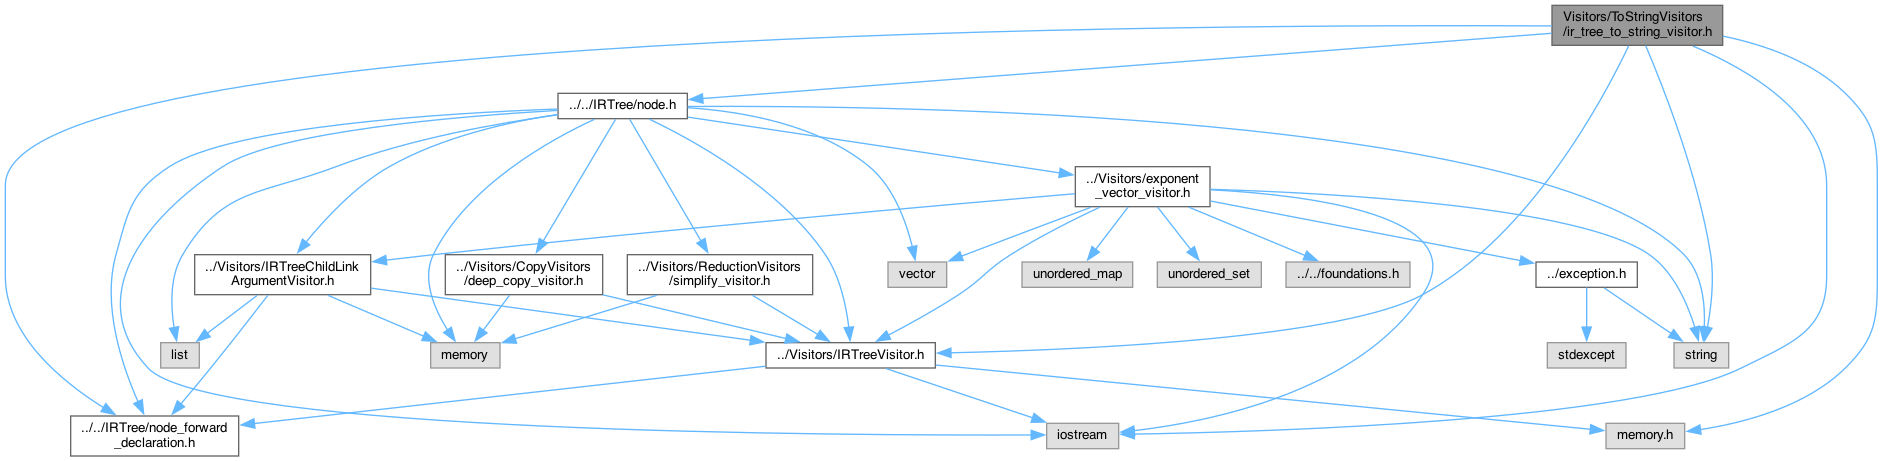 Visitors/ToStringVisitors
/ir_tree_to_string_visitor.h
../../IRTree/node.h
../Visitors/exponent
_vector_visitor.h
../Visitors/IRTreeChildLink
ArgumentVisitor.h
../Visitors/CopyVisitors
/deep_copy_visitor.h
../Visitors/ReductionVisitors
/simplify_visitor.h
vector
unordered_map
unordered_set
../../foundations.h
../exception.h
list
memory
../Visitors/IRTreeVisitor.h
stdexcept
string
../../IRTree/node_forward
_declaration.h
iostream
memory.h